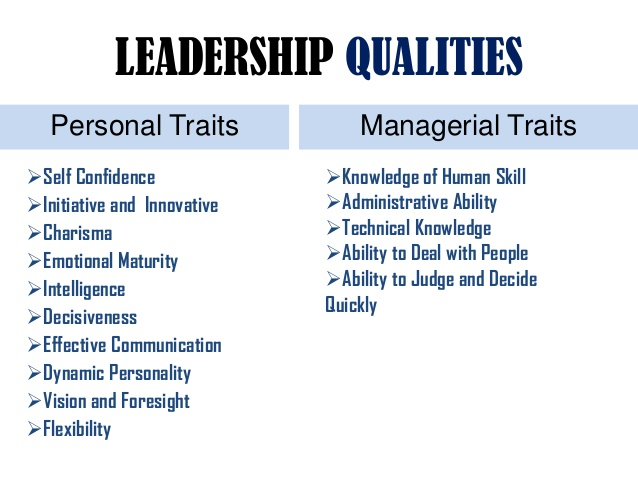 LEADERSHIP QUALITIES
Personal Traits
➢Self Confidence
➢Initiative and Innovative
➢Charisma
➢Emotional Maturity
➢Intelligence
➢Decisiveness
➢Effective Communication
➢Dynamic Personality
➢Vision and Foresight
➢Flexibility
Managerial Traits
➢Knowledge of Human Skill
➢Administrative Ability
➢Technical Knowledge
➢Ability to Deal with People
➢Ability to Judge and Decide
Quickly